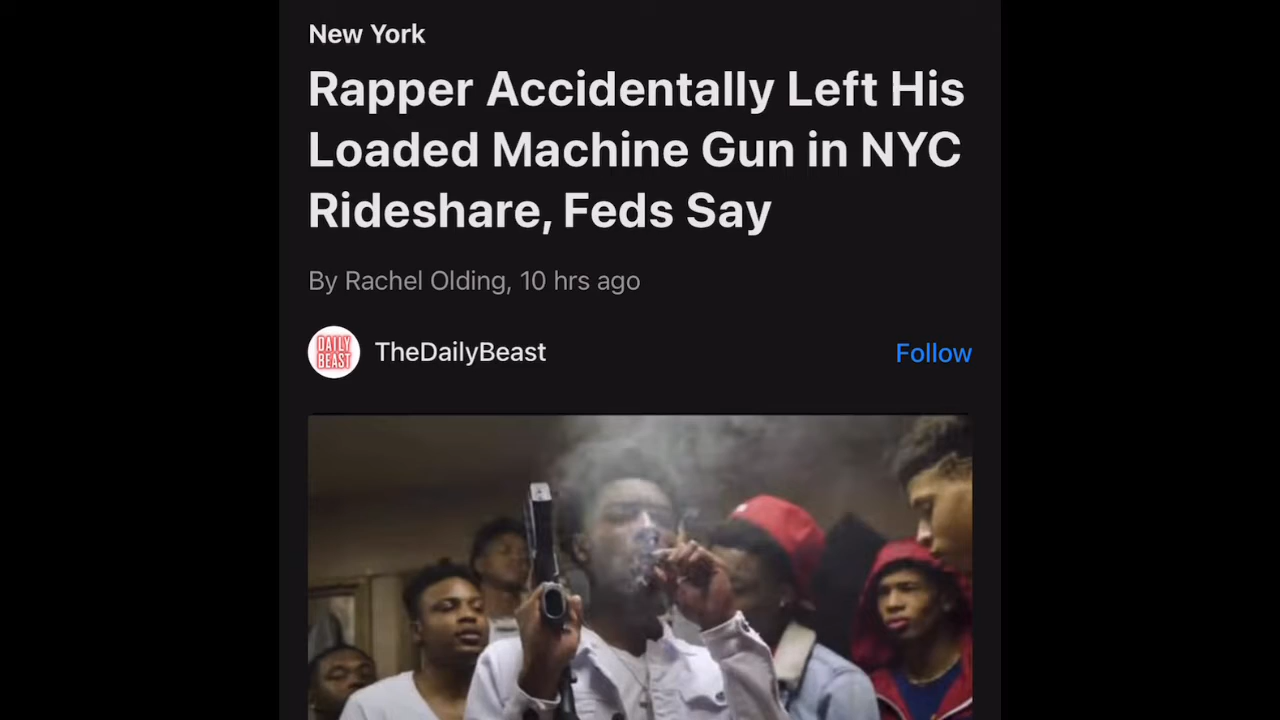 New York
Rapper Accidentally Left His
Loaded Machine Gun in NYC
Rideshare, Feds Say
By Rachel Olding, 10 hrs ago
DAILY
BEAST
TheDailyBeast
Follow